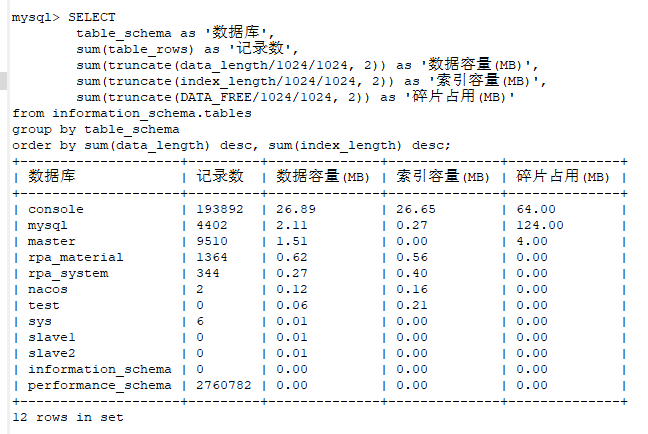 mysql> SELECT
table_schema as '数据库',
sum(table_rows) as '记录数',
sum(truncate(data_length/1024/1024, 2)) as '数据容量(MB)',
sum(truncate(index_length/1024/1024, 2)) as '索引容量(MB)',
sum(truncate(DATA_FREE/1024/1024, 2)) as '碎片占用(MB)'
from information_schema.tables
group by table_schema
order by sum(data_length) desc, sum(index_length) desc;
+--------------------+---------+--------------+--------------+--------------+
| 数据库 | 记录数 | 数据容量(MB) | 索引容量(MB) | 碎片占用(MB) |
+--------------------+---------+--------------+--------------+--------------+
| console | 193892 | 26.89 | 26.65 | 64.00 |
| mysql | 4402 | 2.11 | 0.27 | 124.00 |
| master | 9510 | 1.51 | 0.00 | 4.00 |
| rpa_material | 1364 | 0.62 | 0.56 | 0.00 |
| rpa_system | 344 | 0.27 | 0.40 | 0.00 |
| nacos | 2 | 0.12 | 0.16 | 0.00 |
| test | 0 | 0.06 | 0.21 | 0.00 |
| sys | 6 | 0.01 | 0.00 | 0.00 |
| slave1 | 0 | 0.01 | 0.00 | 0.00 |
| slave2 | 0 | 0.01 | 0.00 | 0.00 |
| information_schema | 0 | 0.00 | 0.00 | 0.00 |
| performance_schema | 2760782 | 0.00 | 0.00 | 0.00 |
+--------------------+---------+--------------+--------------+--------------+
12 rows in set